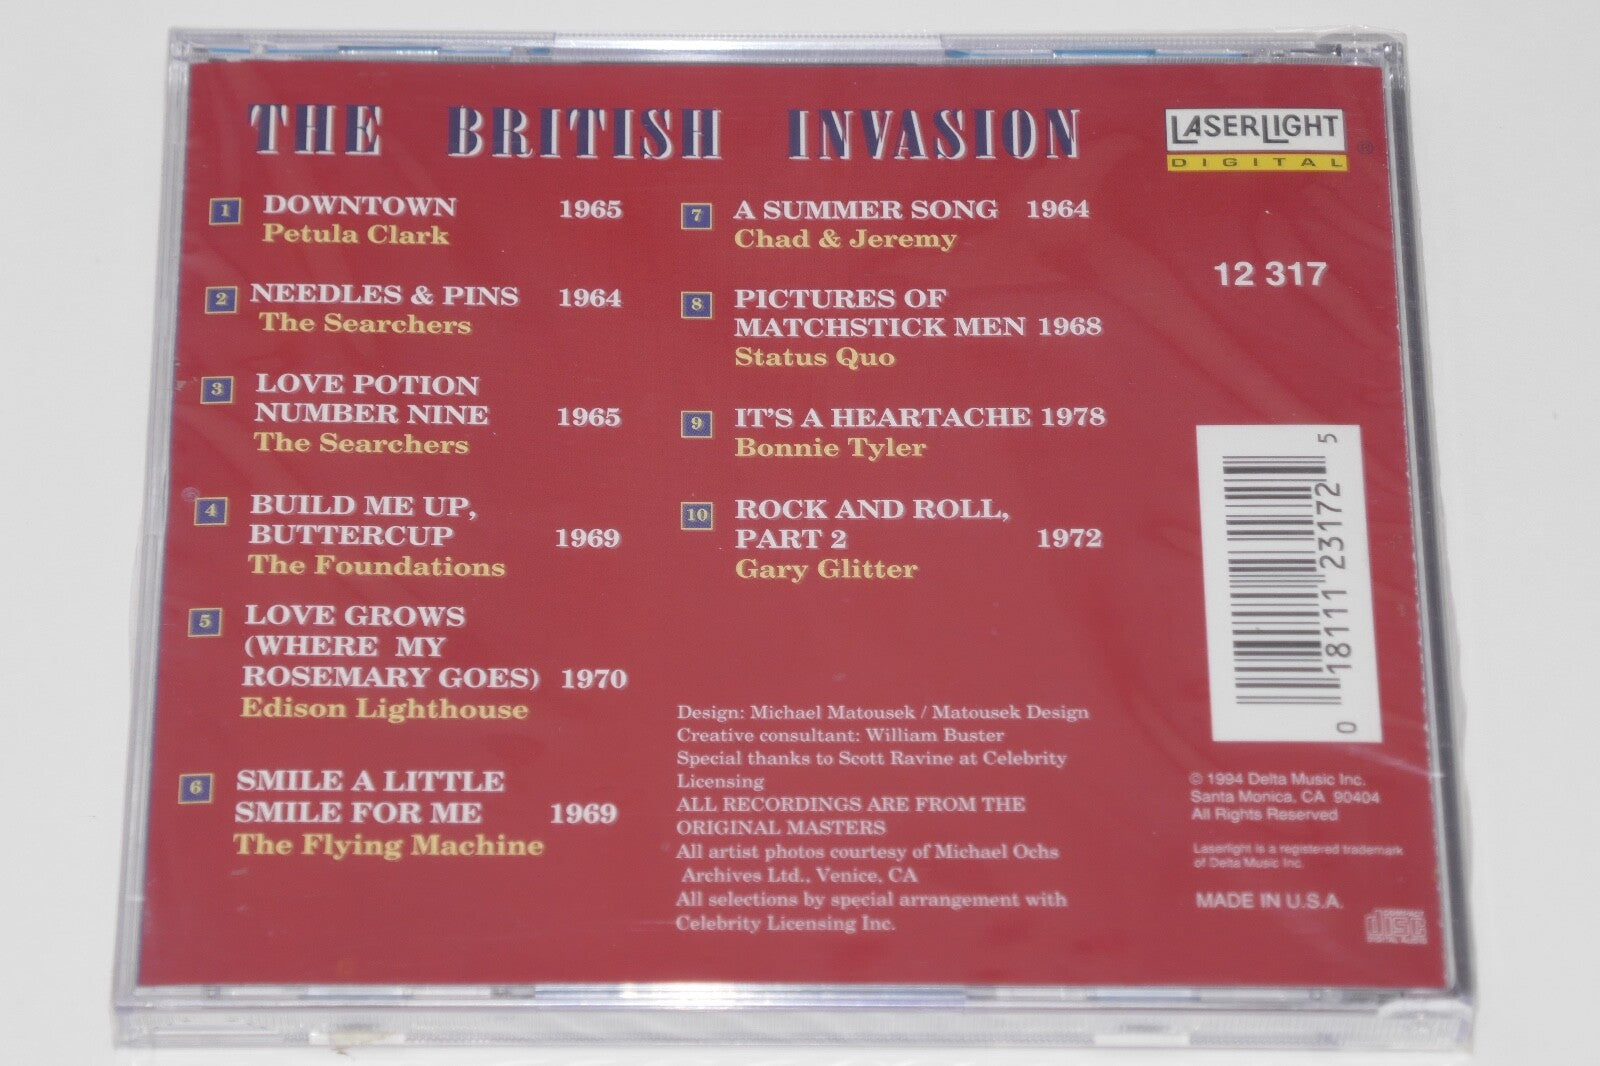 THE BRITISH INVASION
LASERLIGHT
DIGITAL
®
12 317
1
DOWNTOWN 1965
Petula Clark
2
NEEDLES & PINS 1964
The Searchers
3
LOVE POTION
NUMBER NINE 1965
The Searchers
4
BUILD ME UP,
BUTTERCUP 1969
The Foundations
5
LOVE GROWS
(WHERE MY
ROSEMARY GOES) 1970
Edison Lighthouse
6
SMILE A LITTLE
SMILE FOR ME 1969
The Flying Machine
7
A SUMMER SONG 1964
Chad & Jeremy
8
PICTURES OF
MATCHSTICK MEN 1968
Status Quo
9
IT'S A HEARTACHE 1978
Bonnie Tyler
10
ROCK AND ROLL,
PART 2 1972
Gary Glitter
Design: Michael Matousek / Matousek Design
Creative consultant: William Buster
Special thanks to Scott Ravine at Celebrity
Licensing
ALL RECORDINGS ARE FROM THE
ORIGINAL MASTERS
All artist photos courtesy of Michael Ochs
Archives Ltd., Venice, CA
All selections by special arrangement with
Celebrity Licensing Inc.
0 18111 23172 5
© 1994 Delta Music Inc.
Santa Monica, CA 90404
All Rights Reserved
Laserlight is a registered trademark
of Delta Music Inc.
MADE IN U.S.A.
COMPACT
disc
DIGITAL AUDIO